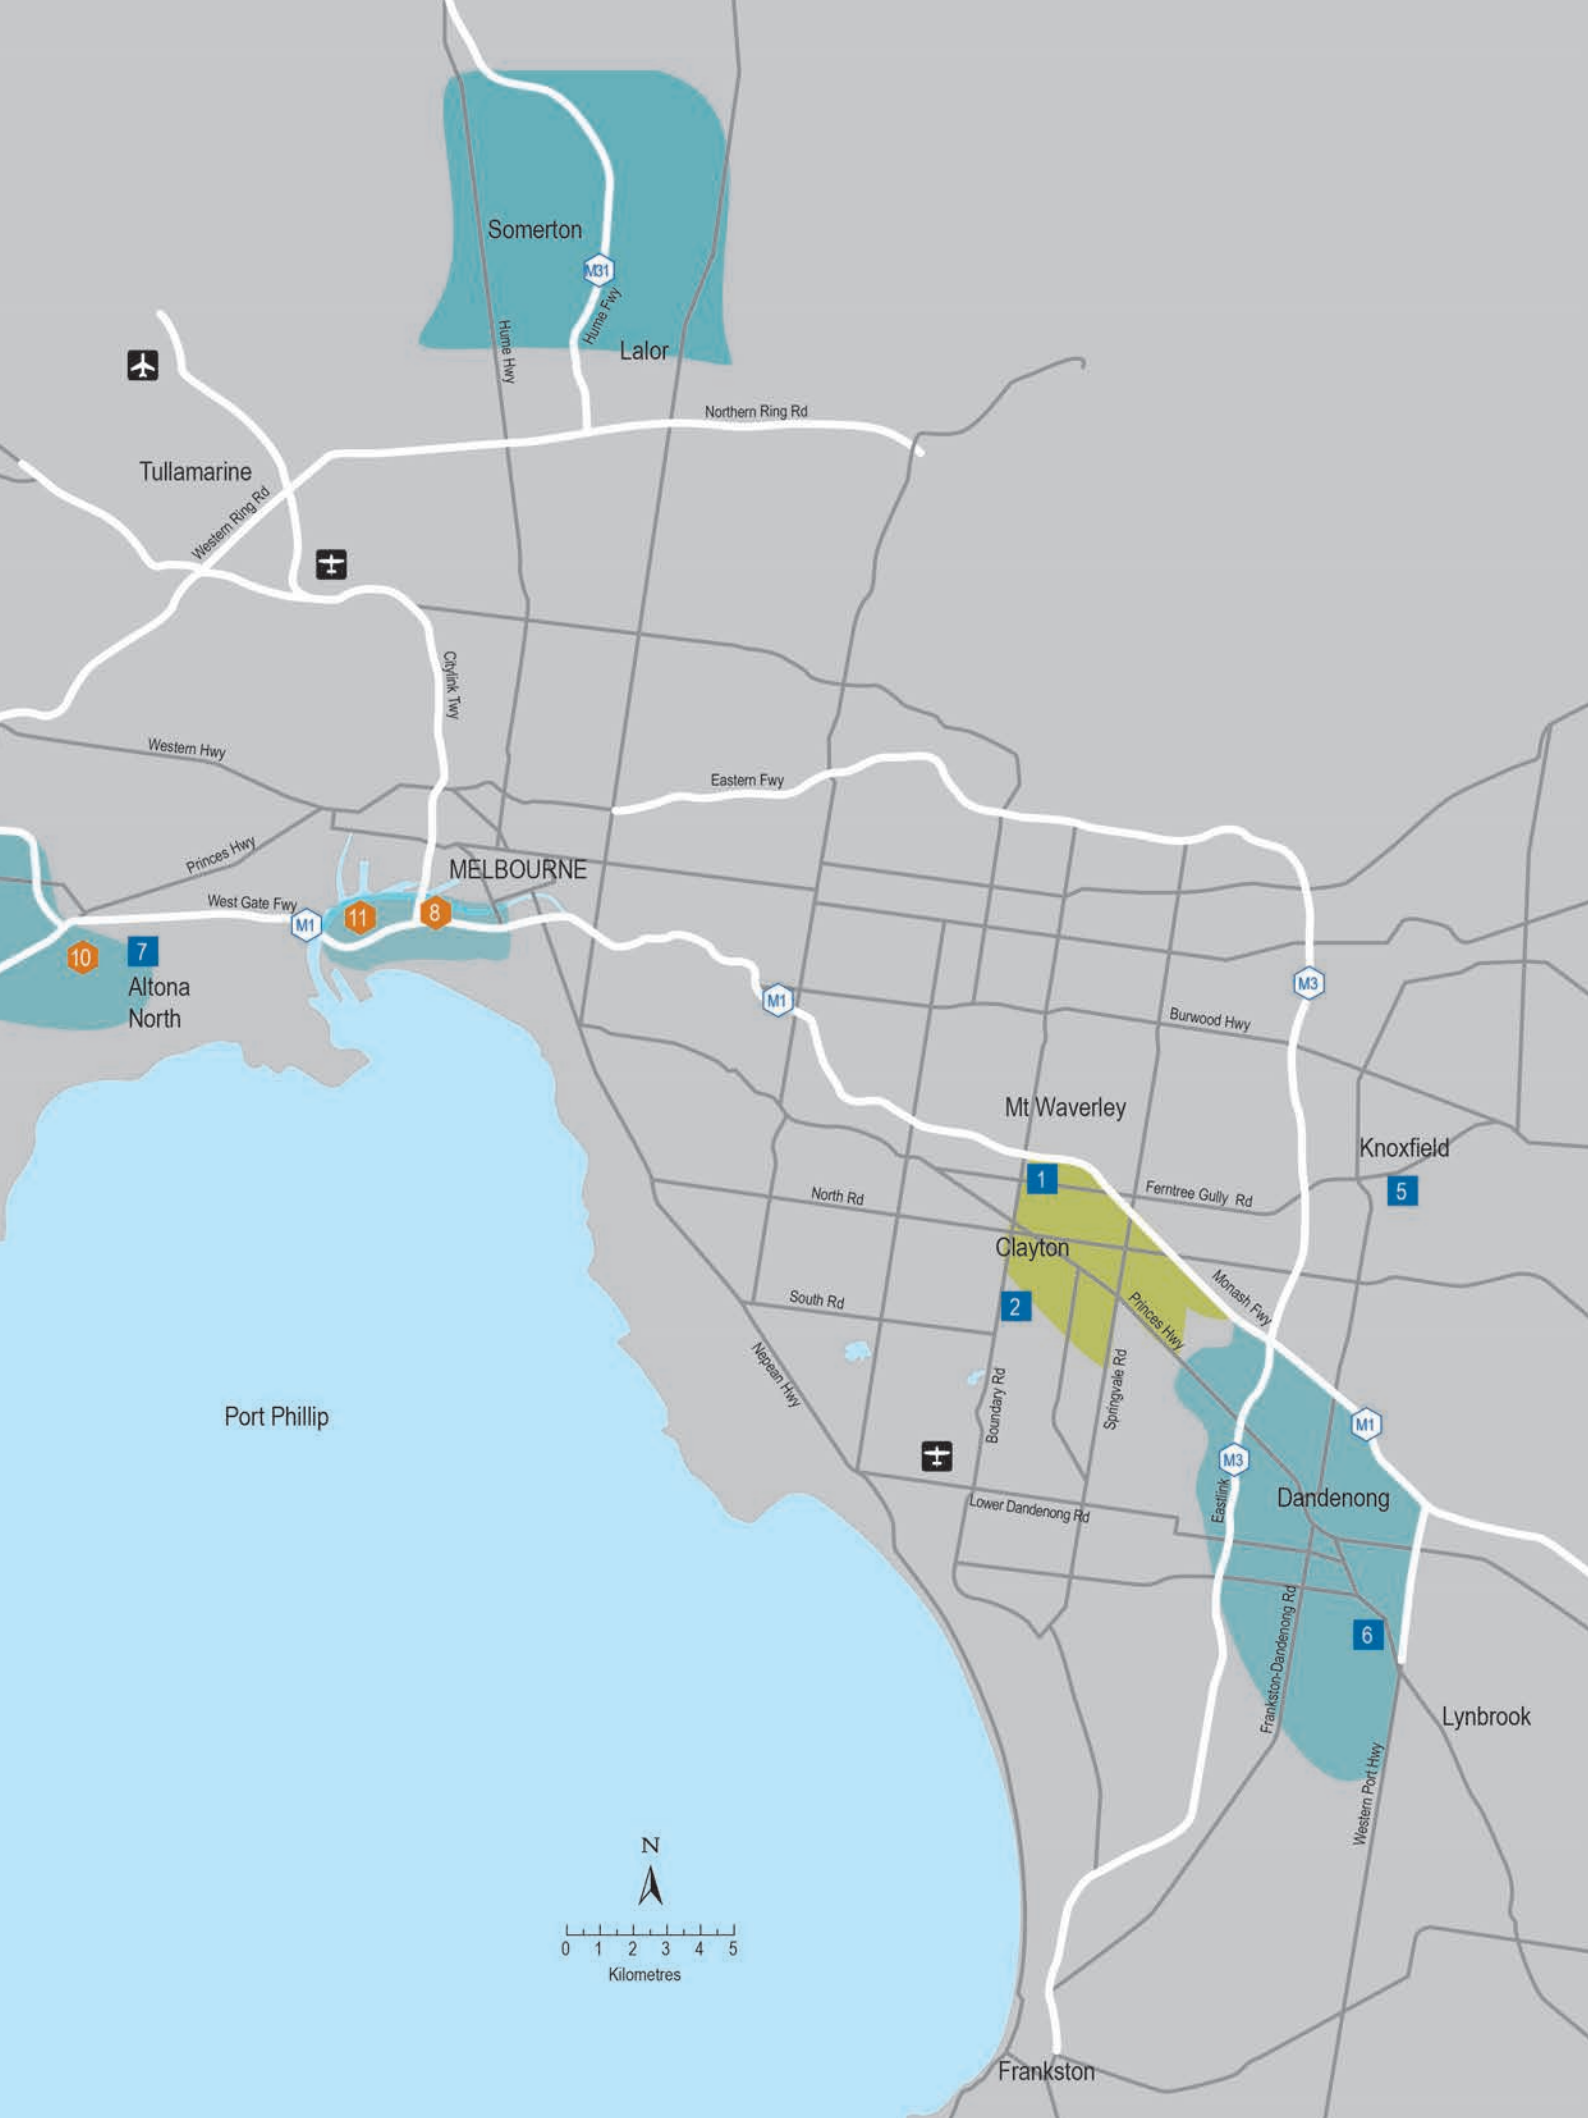 Somerton
M31
Hume Fwy
Hume Hwy
Lalor
Northern Ring Rd
Tullamarine
Western Ring Rd
Citylink Twy
Western Hwy
Eastern Fwy
Princes Hwy
MELBOURNE
West Gate Fwy
M1
11
8
10
7
Altona
North
M1
M3
Burwood Hwy
Mt Waverley
Knoxfield
1
5
North Rd
Ferntree Gully Rd
Clayton
2
South Rd
Monash Fwy
Princes Hwy
Nepean Hwy
Boundary Rd
Springvale Rd
Port Phillip
M1
M3
Eastlink
Dandenong
Lower Dandenong Rd
Frankston-Dandenong Rd
6
Lynbrook
Western Port Hwy
N
0 1 2 3 4 5
Kilometres
Frankston